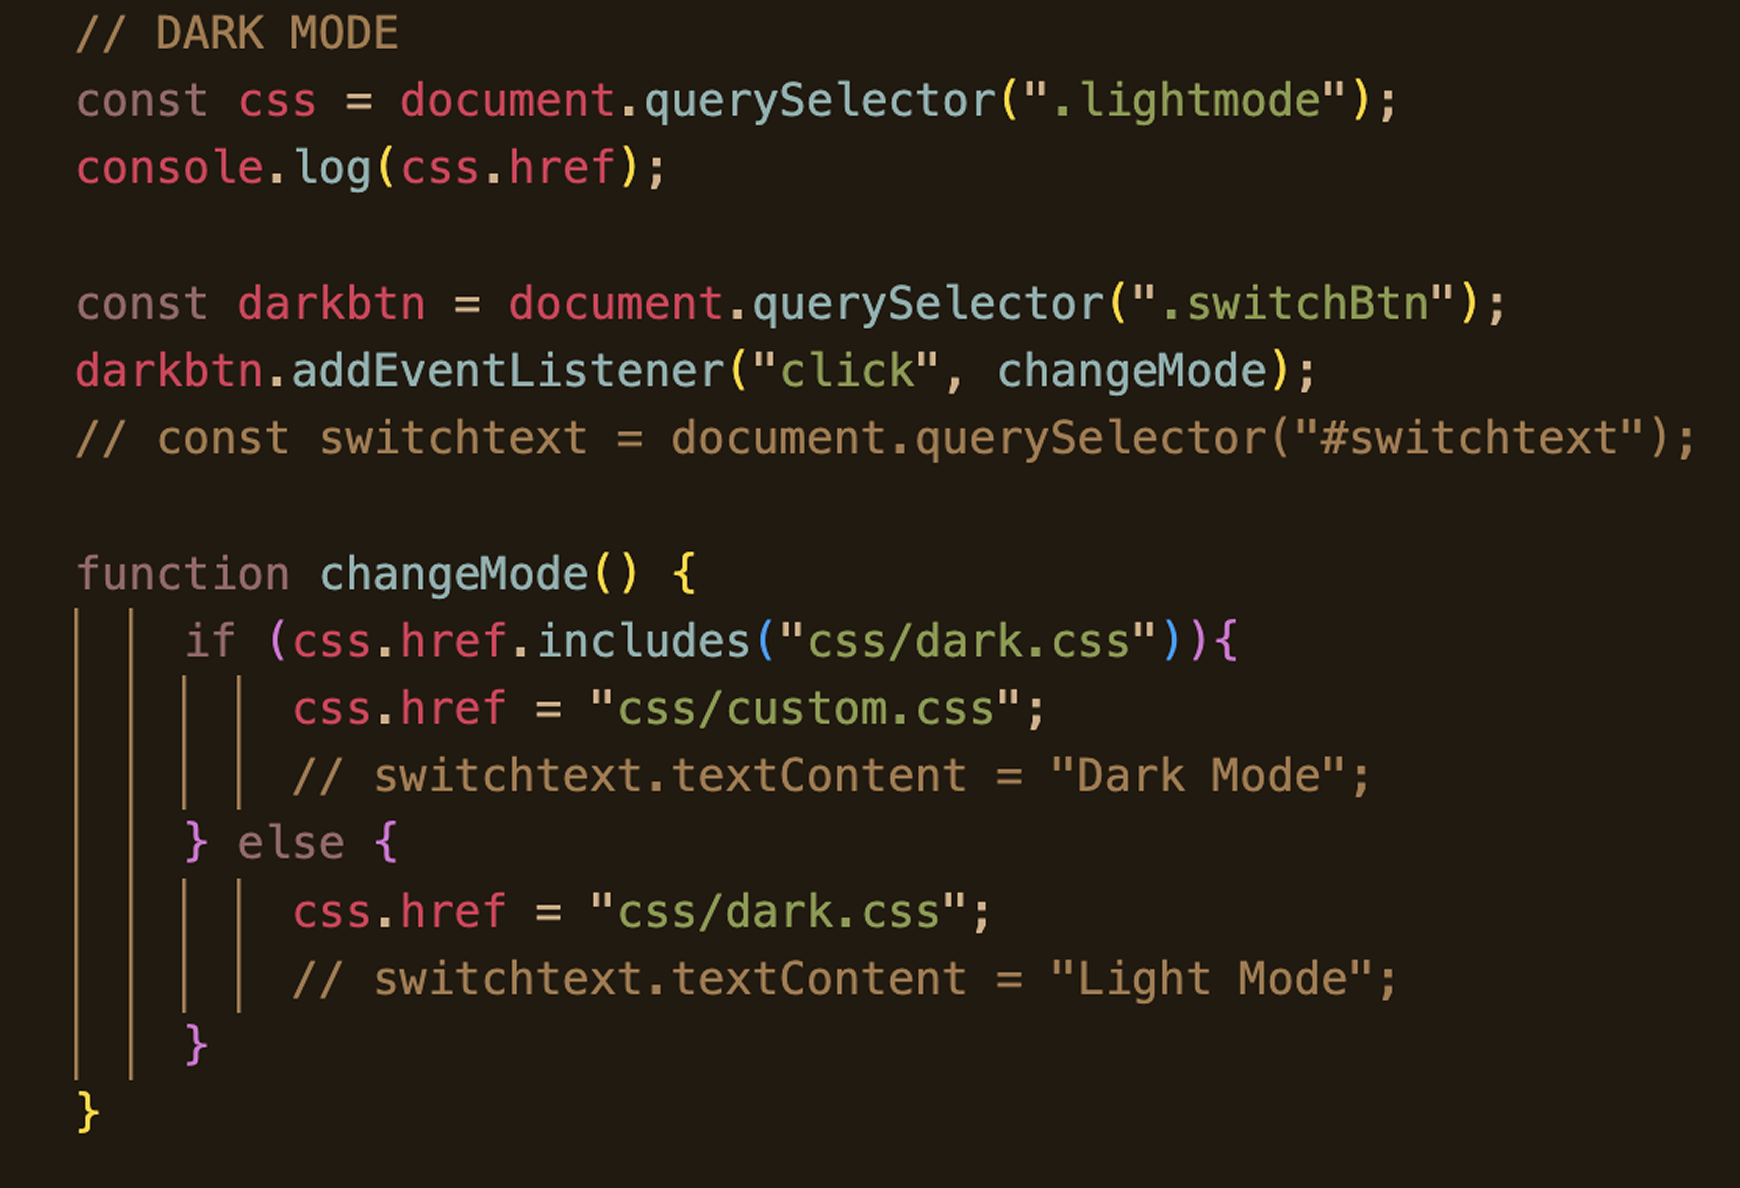 // DARK MODE
const css = document.querySelector(".lightmode");
console.log(css.href);
const darkbtn = document.querySelector(".switchBtn");
darkbtn.addEventListener("click", changeMode);
// const switchtext = document.querySelector("#switchtext");
function changeMode() {
if (css.href.includes("css/dark.css")){
css.href = "css/custom.css";
// switchtext.textContent = "Dark Mode";
} else {
css.href = "css/dark.css";
// switchtext.textContent = "Light Mode";
}
}